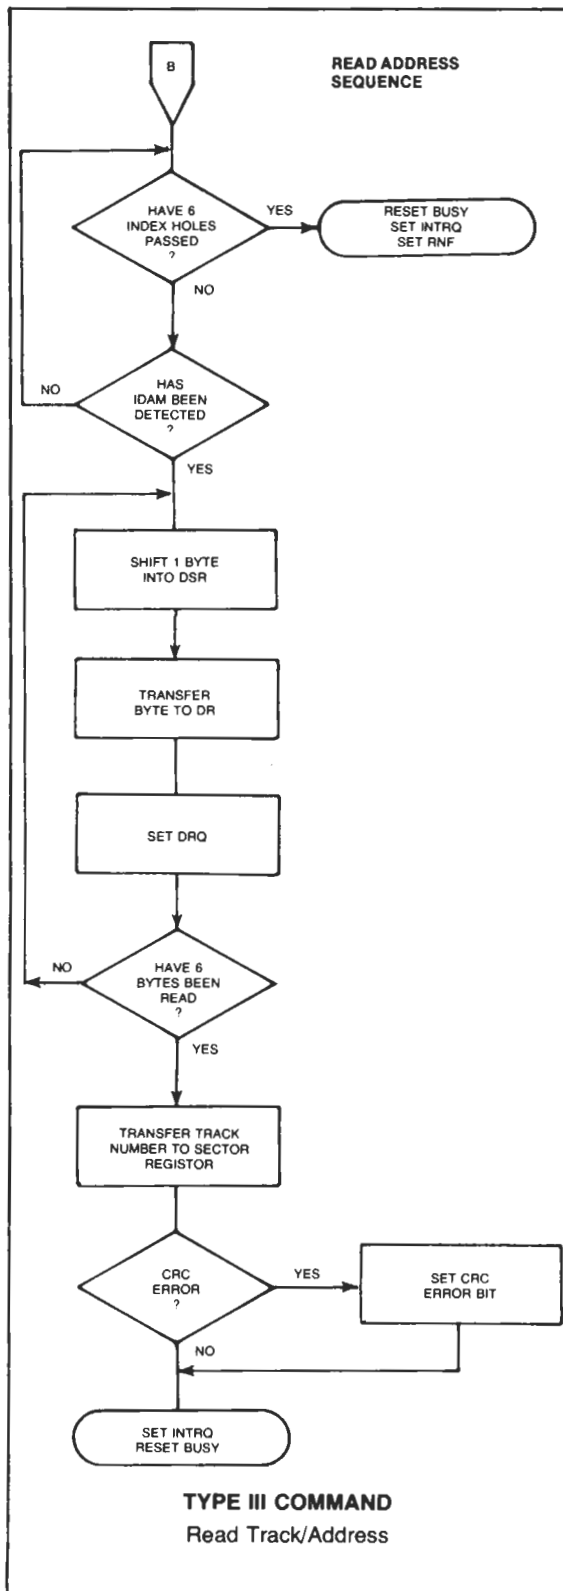 B
READ ADDRESS
SEQUENCE
HAVE 6
INDEX HOLES
PASSED
?
YES
RESET BUSY
SET INTRQ
SET RNF
NO
HAS
IDAM BEEN
DETECTED
?
NO
YES
SHIFT 1 BYTE
INTO DSR
TRANSFER
BYTE TO DR
SET DRQ
HAVE 6
BYTES BEEN
READ
?
NO
YES
TRANSFER TRACK
NUMBER TO SECTOR
REGISTOR
CRC
ERROR
?
YES
SET CRC
ERROR BIT
NO
SET INTRQ
RESET BUSY
TYPE III COMMAND
Read Track/Address